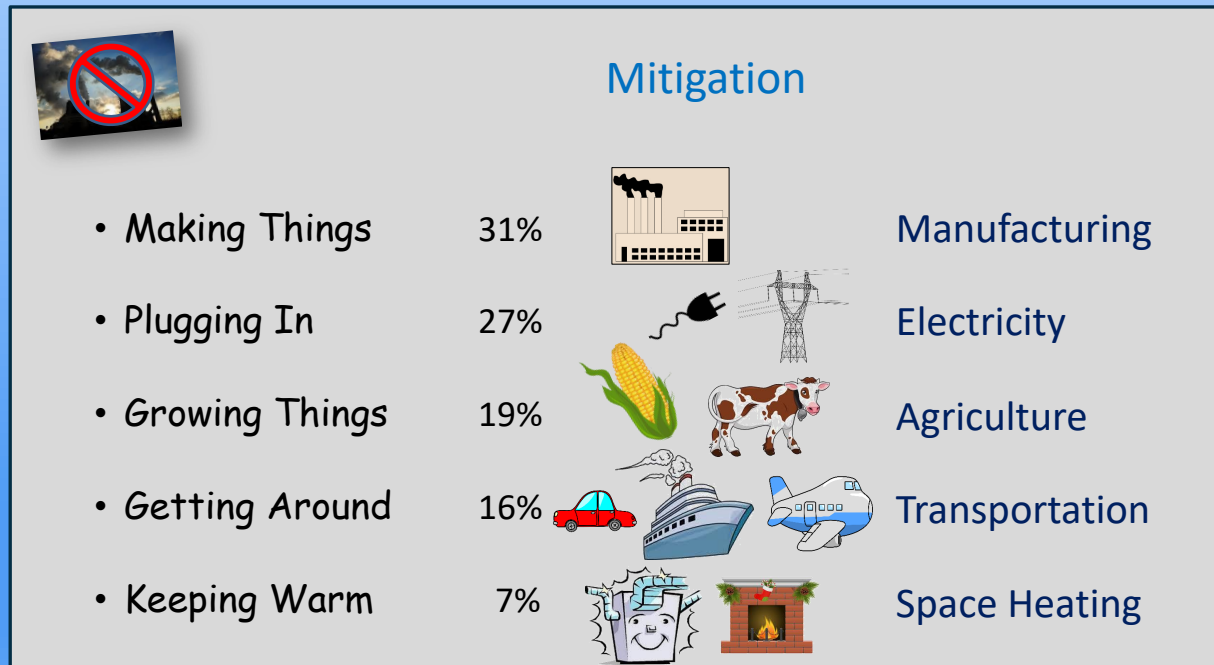 Mitigation
• Making Things 31% Manufacturing
• Plugging In 27% Electricity
• Growing Things 19% Agriculture
• Getting Around 16% Transportation
• Keeping Warm 7% Space Heating